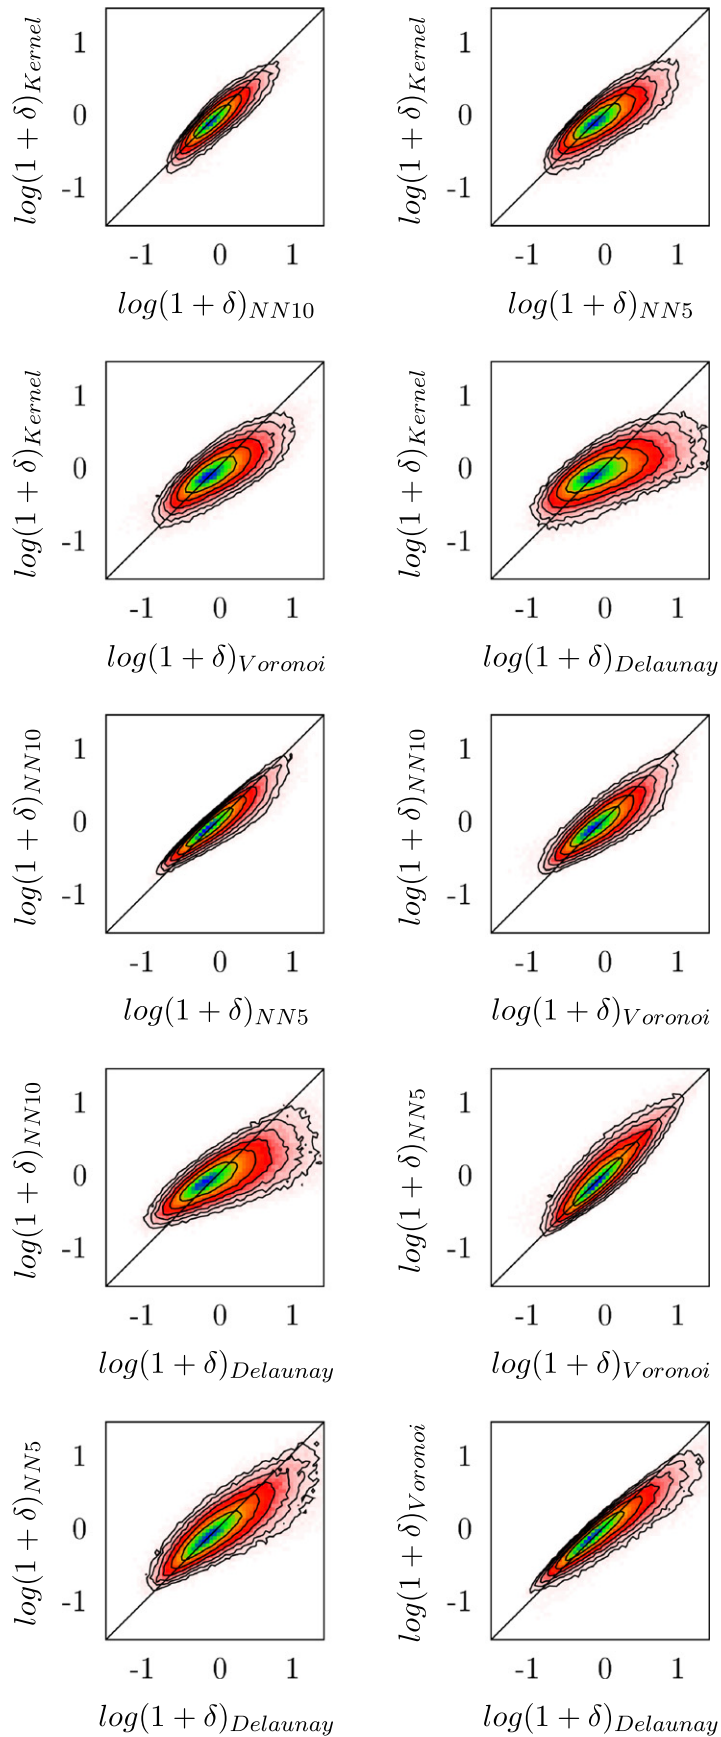 log(1 + δ)Kernel
1
0
-1
-1 0 1
log(1 + δ)NN10
log(1 + δ)Kernel
1
0
-1
-1 0 1
log(1 + δ)NN5
log(1 + δ)Kernel
1
0
-1
-1 0 1
log(1 + δ)Voronoi
log(1 + δ)Kernel
1
0
-1
-1 0 1
log(1 + δ)Delaunay
log(1 + δ)NN10
1
0
-1
-1 0 1
log(1 + δ)NN5
log(1 + δ)NN10
1
0
-1
-1 0 1
log(1 + δ)Voronoi
log(1 + δ)NN10
1
0
-1
-1 0 1
log(1 + δ)Delaunay
log(1 + δ)NN5
1
0
-1
-1 0 1
log(1 + δ)Voronoi
log(1 + δ)NN5
1
0
-1
-1 0 1
log(1 + δ)Delaunay
log(1 + δ)Voronoi
1
0
-1
-1 0 1
log(1 + δ)Delaunay